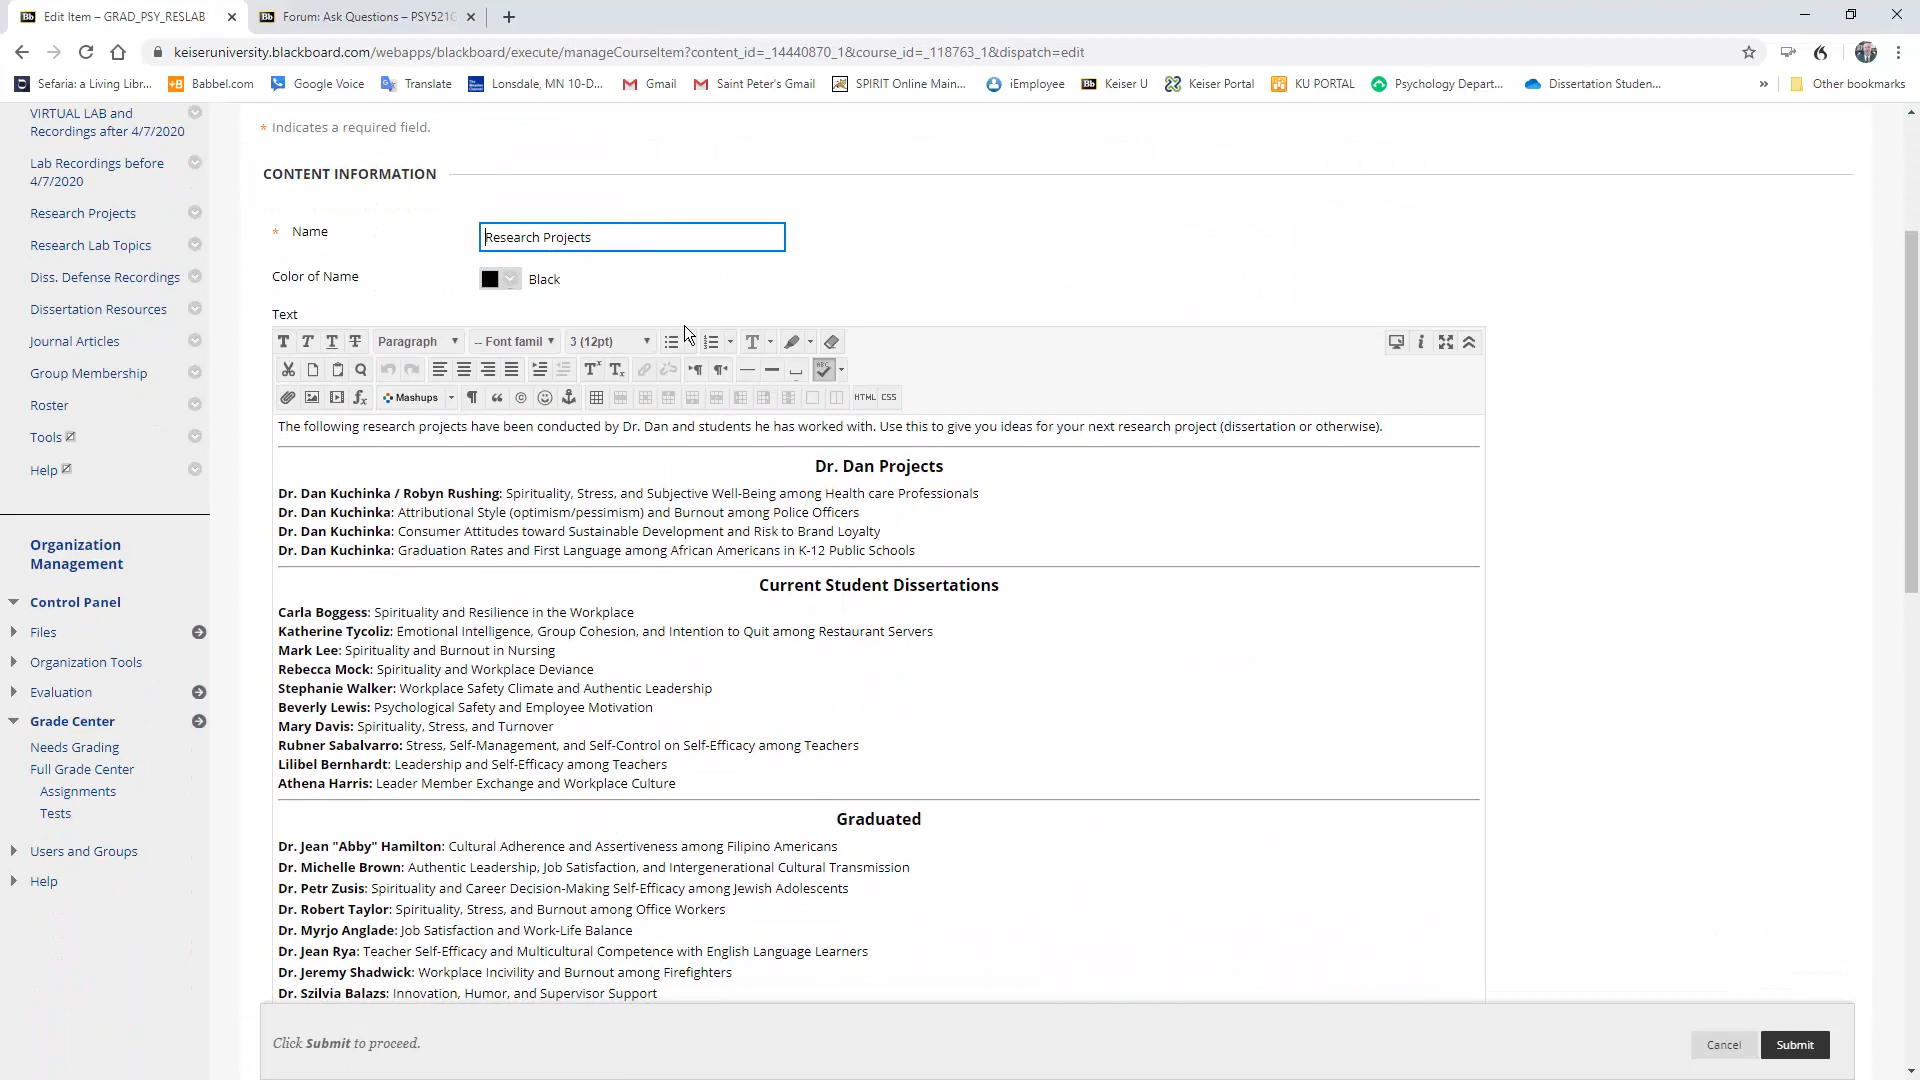 Edit Item – GRAD_PSY_RESLAB
Forum: Ask Questions – PSY521G
keiseruniversity.blackboard.com/webapps/blackboard/execute/manageCourseItem?content_id=_14440870_1&course_id=_118763_1&dispatch=edit
Sefaria: a Living Libr...
Babbel.com
Google Voice
Translate
Lonsdale, MN 10-D...
Gmail
Saint Peter's Gmail
SPIRIT Online Main...
iEmployee
Keiser U
Keiser Portal
KU PORTAL
Psychology Depart...
Dissertation Studen...
»
Other bookmarks
VIRTUAL LAB and
Recordings after 4/7/2020
Lab Recordings before
4/7/2020
Research Projects
Research Lab Topics
Diss. Defense Recordings
Dissertation Resources
Journal Articles
Group Membership
Roster
Tools
Help
Organization
Management
Control Panel
Files
Organization Tools
Evaluation
Grade Center
Needs Grading
Full Grade Center
Assignments
Tests
Users and Groups
Help
* Indicates a required field.
CONTENT INFORMATION
* Name
Research Projects
Color of Name
Black
Text
T T T T Paragraph -- Font famil 3 (12pt)
Mashups
HTML CSS
The following research projects have been conducted by Dr. Dan and students he has worked with. Use this to give you ideas for your next research project (dissertation or otherwise).
Dr. Dan Projects
Dr. Dan Kuchinka / Robyn Rushing: Spirituality, Stress, and Subjective Well-Being among Health care Professionals
Dr. Dan Kuchinka: Attributional Style (optimism/pessimism) and Burnout among Police Officers
Dr. Dan Kuchinka: Consumer Attitudes toward Sustainable Development and Risk to Brand Loyalty
Dr. Dan Kuchinka: Graduation Rates and First Language among African Americans in K-12 Public Schools
Current Student Dissertations
Carla Boggess: Spirituality and Resilience in the Workplace
Katherine Tycoliz: Emotional Intelligence, Group Cohesion, and Intention to Quit among Restaurant Servers
Mark Lee: Spirituality and Burnout in Nursing
Rebecca Mock: Spirituality and Workplace Deviance
Stephanie Walker: Workplace Safety Climate and Authentic Leadership
Beverly Lewis: Psychological Safety and Employee Motivation
Mary Davis: Spirituality, Stress, and Turnover
Rubner Sabalvarro: Stress, Self-Management, and Self-Control on Self-Efficacy among Teachers
Lilibel Bernhardt: Leadership and Self-Efficacy among Teachers
Athena Harris: Leader Member Exchange and Workplace Culture
Graduated
Dr. Jean "Abby" Hamilton: Cultural Adherence and Assertiveness among Filipino Americans
Dr. Michelle Brown: Authentic Leadership, Job Satisfaction, and Intergenerational Cultural Transmission
Dr. Petr Zusis: Spirituality and Career Decision-Making Self-Efficacy among Jewish Adolescents
Dr. Robert Taylor: Spirituality, Stress, and Burnout among Office Workers
Dr. Myrjo Anglade: Job Satisfaction and Work-Life Balance
Dr. Jean Rya: Teacher Self-Efficacy and Multicultural Competence with English Language Learners
Dr. Jeremy Shadwick: Workplace Incivility and Burnout among Firefighters
Dr. Szilvia Balazs: Innovation, Humor, and Supervisor Support
Click Submit to proceed.
Cancel
Submit